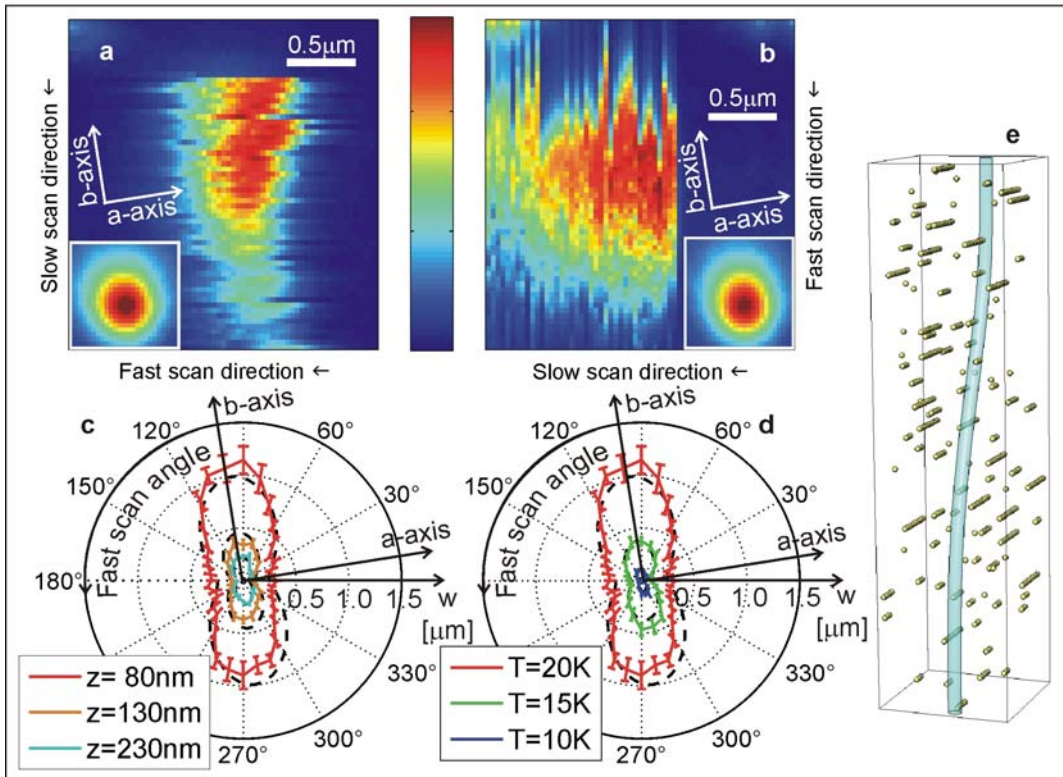 a
0.5μm
Slow scan direction ←
b-axis
a-axis
Fast scan direction ←
b
0.5μm
b-axis
a-axis
Fast scan direction ←
Slow scan direction ←
c
b-axis
120°
60°
150°
30°
180°
Fast scan angle
a-axis
0.5 1.0 1.5
w
[μm]
330°
300°
270°
z= 80nm
z=130nm
z=230nm
d
b-axis
120°
60°
150°
30°
180°
Fast scan angle
a-axis
0.5 1.0 1.5
w
[μm]
330°
300°
270°
T=20K
T=15K
T=10K
e